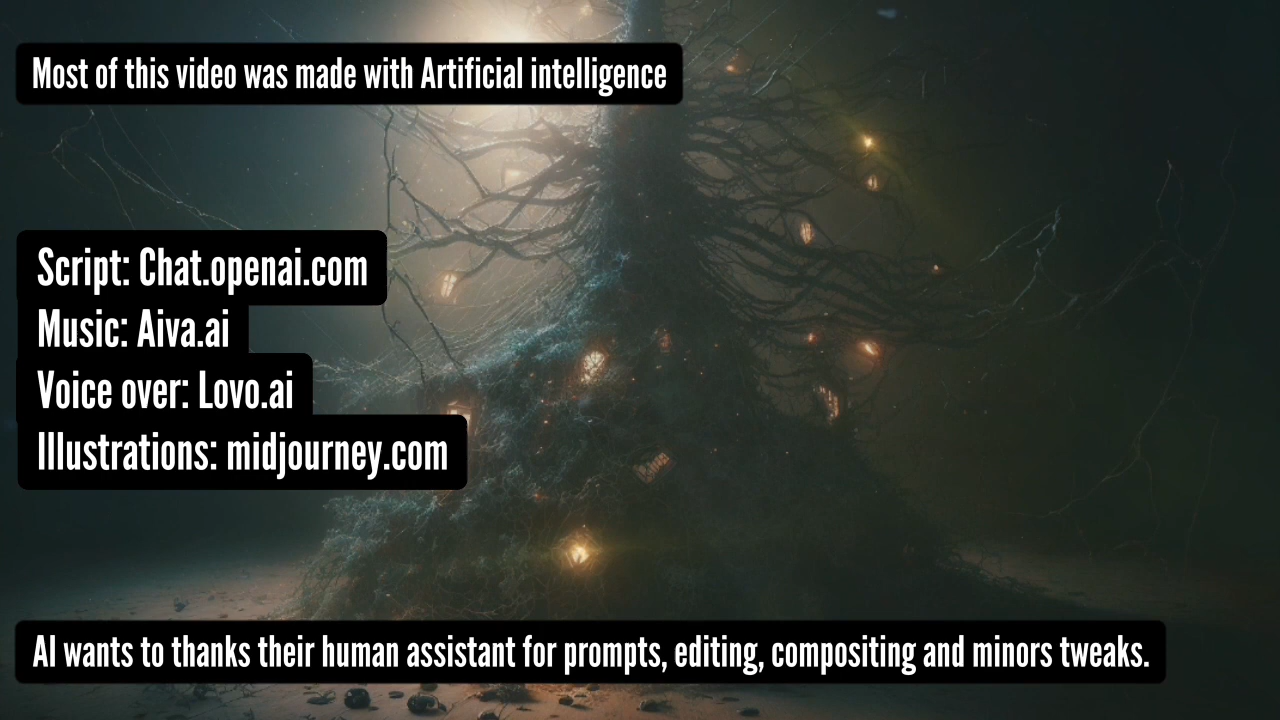 Most of this video was made with Artificial intelligence
Script: Chat.openai.com
Music: Aiva.ai
Voice over: Lovo.ai
Illustrations: midjourney.com
AI wants to thanks their human assistant for prompts, editing, compositing and minors tweaks.